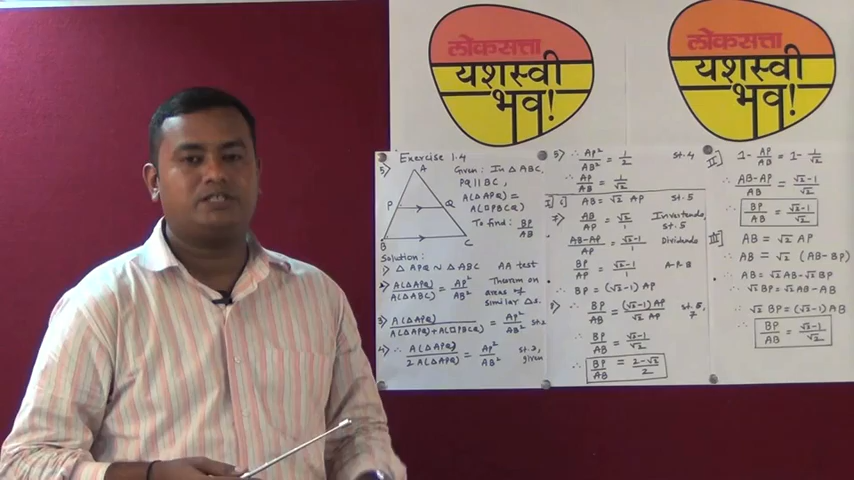 लोकसत्ता
यशस्वी
भव!
लोकसत्ता
यशस्वी
भव!
Exercise 1.4
5) Given: In △ABC,
PQ || BC,
A(△APQ) =
A(□PBCQ)
To find: BP/AB
A
P
Q
B
C
Solution:
1) △APQ ~ △ABC AA test
2) A(△APQ)/A(△ABC) = AP²/AB² Theorem on areas of similar △s.
3) A(△APQ)/A(△APQ)+A(□PBCQ) = AP²/AB² St.2
4) ∴ A(△APQ)/2A(△APQ) = AP²/AB² given
5) ∴ AP²/AB² = 1/2 st.4
∴ AP/AB = 1/√2
I] 6) AB = √2 AP st.5
7) AB/AP = √2/1 Invertendo, st.5
AB-AP/AP = √2-1/1 Dividendo
BP/AP = √2-1/1 A-P-B
∴ BP = (√2-1) AP
8) ∴ BP/AB = (√2-1) AP/√2 AP
∴ BP/AB = √2-1/√2
∴ BP/AB = 2-√2/2
II] 1- AP/AB = 1- 1/√2
∴ AB-AP/AB = √2-1/√2
∴ BP/AB = √2-1/√2
III] AB = √2 AP
∴ AB = √2 (AB-BP)
∴ AB = √2 AB-√2 BP
∴ √2 BP = √2 AB-AB
∴ √2 BP = (√2-1) AB
∴ BP/AB = √2-1/√2